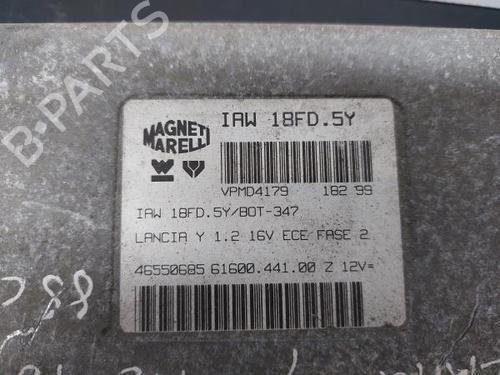 B-PARTS
MAGNETI
MARELLI
IAW 18FD.5Y
VPMD4179 182 99
IAW 18FD.5Y/BOT-347
LANCIA Y 1.2 16V ECE FASE 2
46550685 61600.441.00 Z 12V=